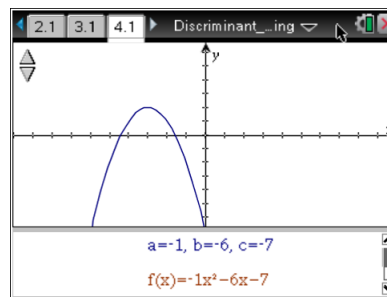 2.1 3.1 4.1 Discriminant_...ing
y
a=-1, b=-6, c=-7
f(x)=-1x²-6x-7